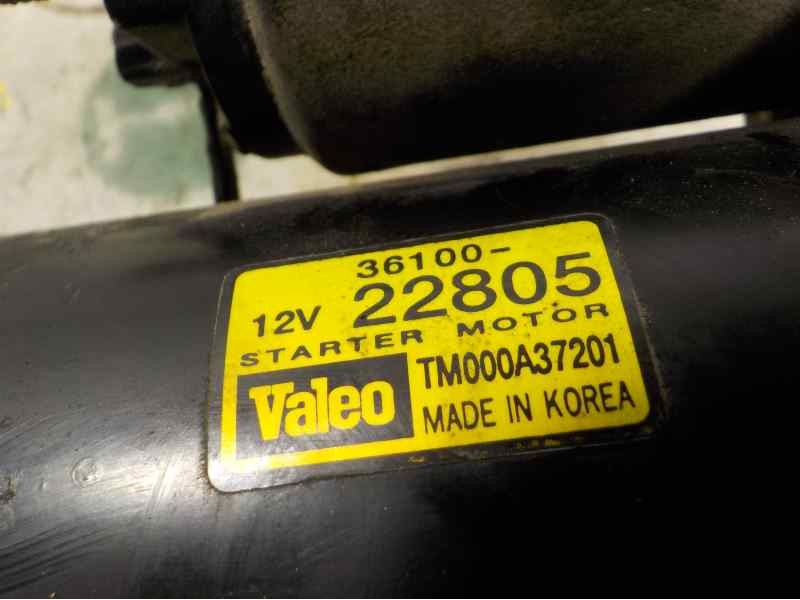 36100-
12V 22805
STARTER MOTOR
Valeo TM000A37201
MADE IN KOREA